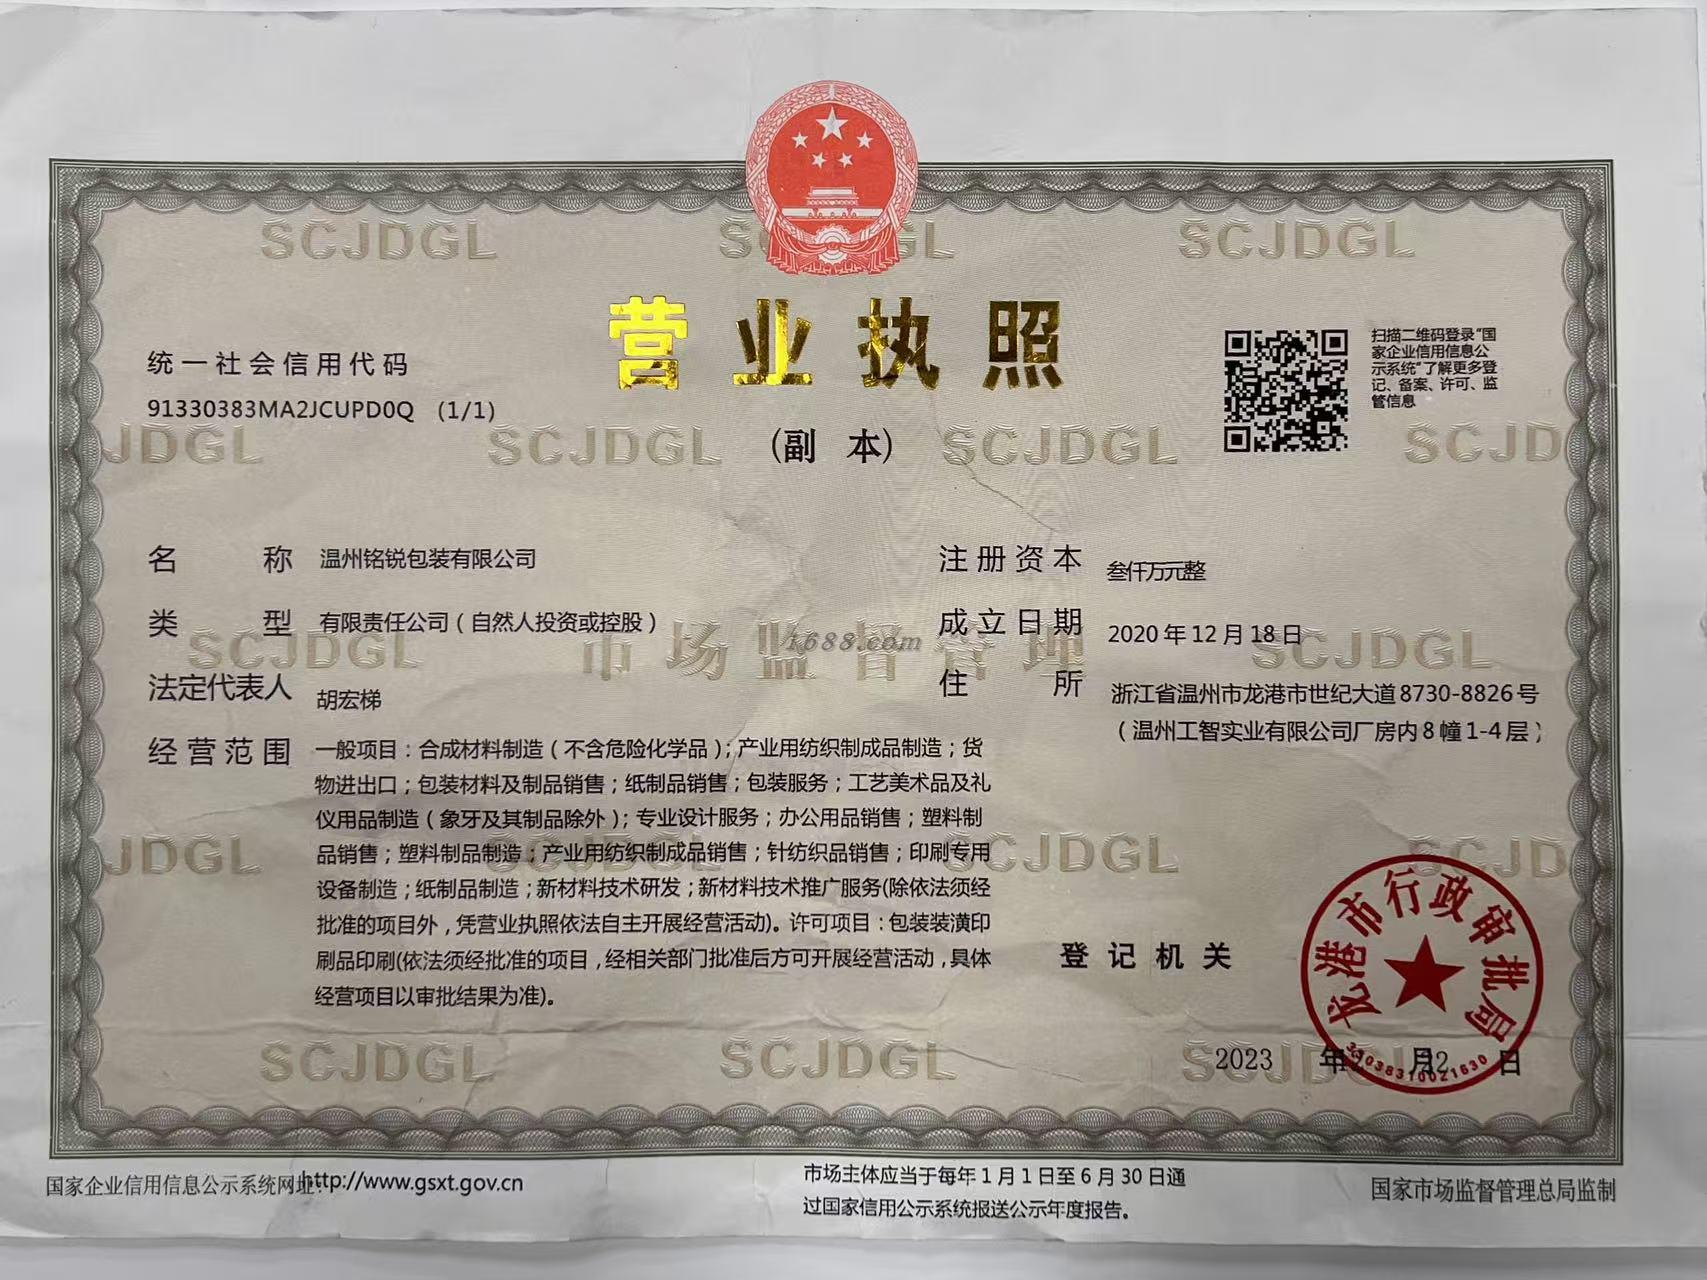 SCJDGL SCJDGL SCJDGL
营业执照
(副 本)
统一社会信用代码
91330383MA2JCUPD0Q (1/1)
扫描二维码登录“国
家企业信用信息公
示系统”了解更多登
记、备案、许可、监
管信息
JDGL SCJDGL SCJDGL SCJD
名 称 温州铭锐包装有限公司
类 型 有限责任公司（自然人投资或控股）
法定代表人 胡宏梯
经营范围 一般项目：合成材料制造（不含危险化学品）；产业用纺织制成品制造；货
物进出口；包装材料及制品销售；纸制品销售；包装服务；工艺美术品及礼
仪用品制造（象牙及其制品除外）；专业设计服务；办公用品销售；塑料制
品销售；塑料制品制造；产业用纺织制成品销售；针纺织品销售；印刷专用
设备制造；纸制品制造；新材料技术研发；新材料技术推广服务(除依法须经
批准的项目外，凭营业执照依法自主开展经营活动)。许可项目：包装装潢印
刷品印刷(依法须经批准的项目，经相关部门批准后方可开展经营活动，具体
经营项目以审批结果为准)。
注册资本 叁仟万元整
成立日期 2020年12月18日
住 所 浙江省温州市龙港市世纪大道8730-8826号
（温州工智实业有限公司厂房内8幢1-4层）
SCJDGL 市场监督管理 SCJDGL
1688.com
JDGL SCJDGL SCJDGL SCJD
登记机关
龙港市行政审批局
2023 年 月 日
SCJDGL SCJDGL SCJDGL
国家企业信用信息公示系统网址：http://www.gsxt.gov.cn
市场主体应当于每年1月1日至6月30日通
过国家信用公示系统报送公示年度报告。
国家市场监督管理总局监制